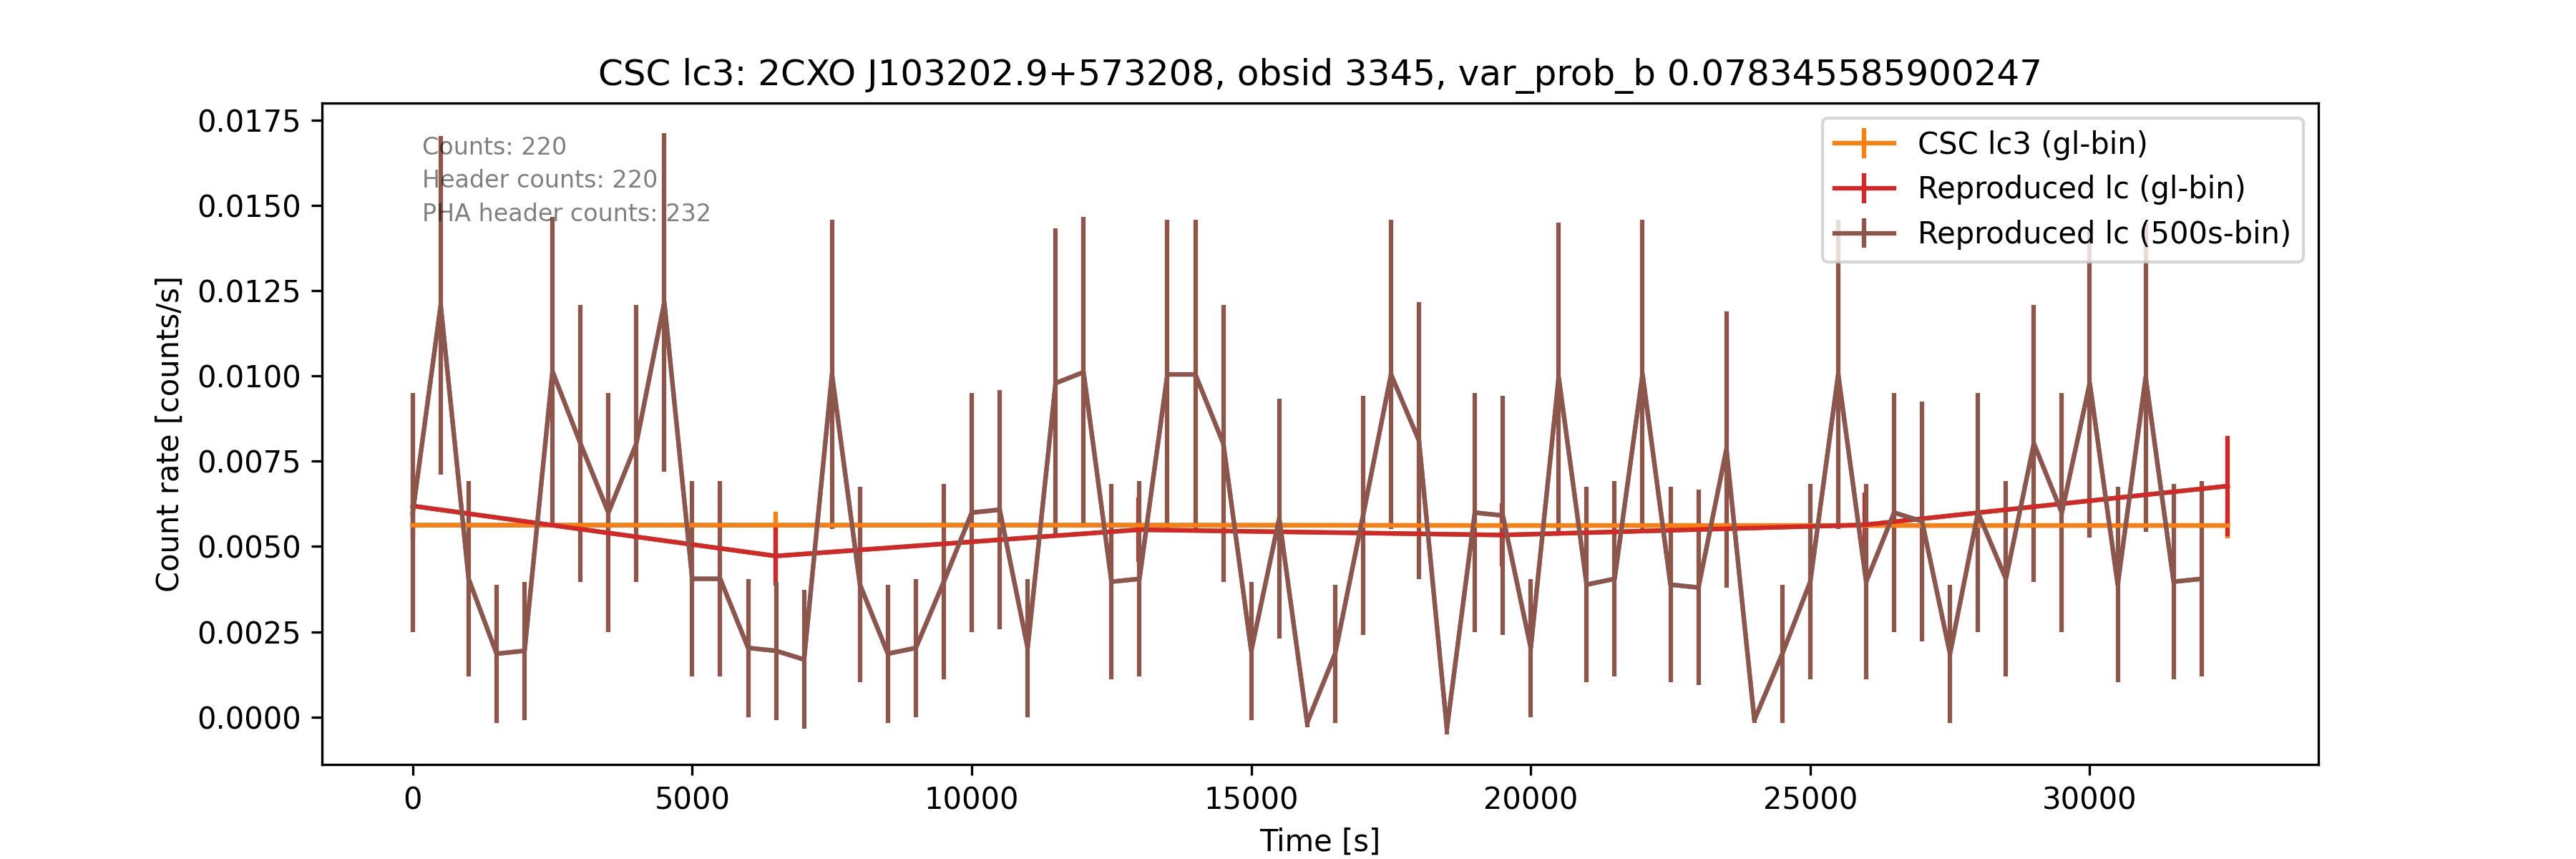 CSC lc3: 2CXO J103202.9+573208, obsid 3345, var_prob_b 0.078345585900247
Counts: 220
Header counts: 220
PHA header counts: 232
CSC lc3 (gl-bin)
Reproduced lc (gl-bin)
Reproduced lc (500s-bin)
Count rate [counts/s]
0.0175
0.0150
0.0125
0.0100
0.0075
0.0050
0.0025
0.0000
0 5000 10000 15000 20000 25000 30000
Time [s]